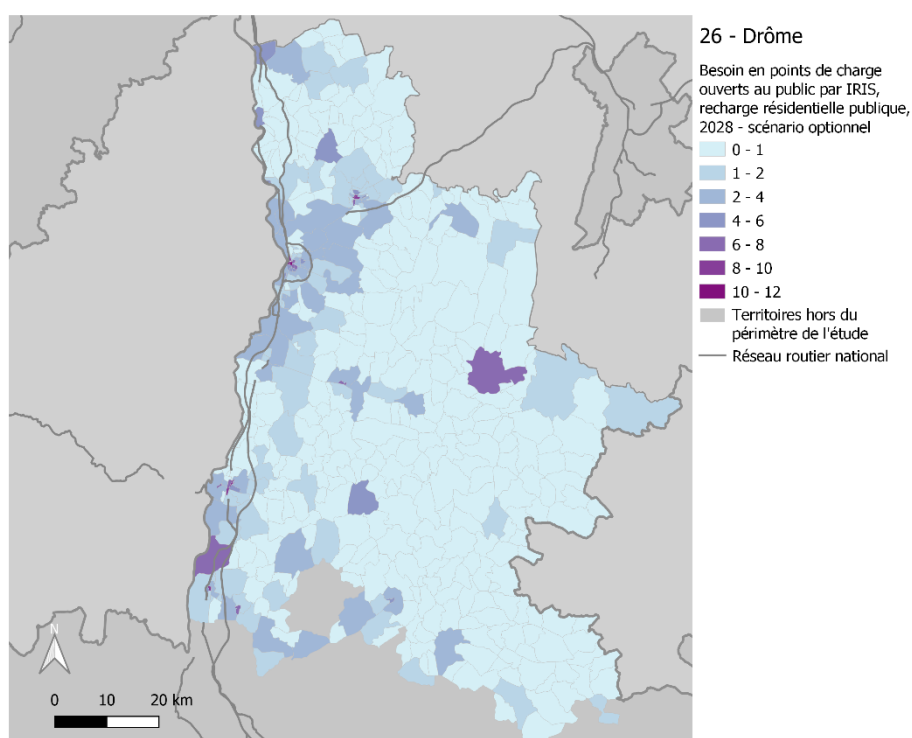 26 - Drôme
Besoin en points de charge
ouverts au public par IRIS,
recharge résidentielle publique,
2028 - scénario optionnel
0 - 1
1 - 2
2 - 4
4 - 6
6 - 8
8 - 10
10 - 12
Territoires hors du
périmètre de l'étude
Réseau routier national
N
0 10 20 km